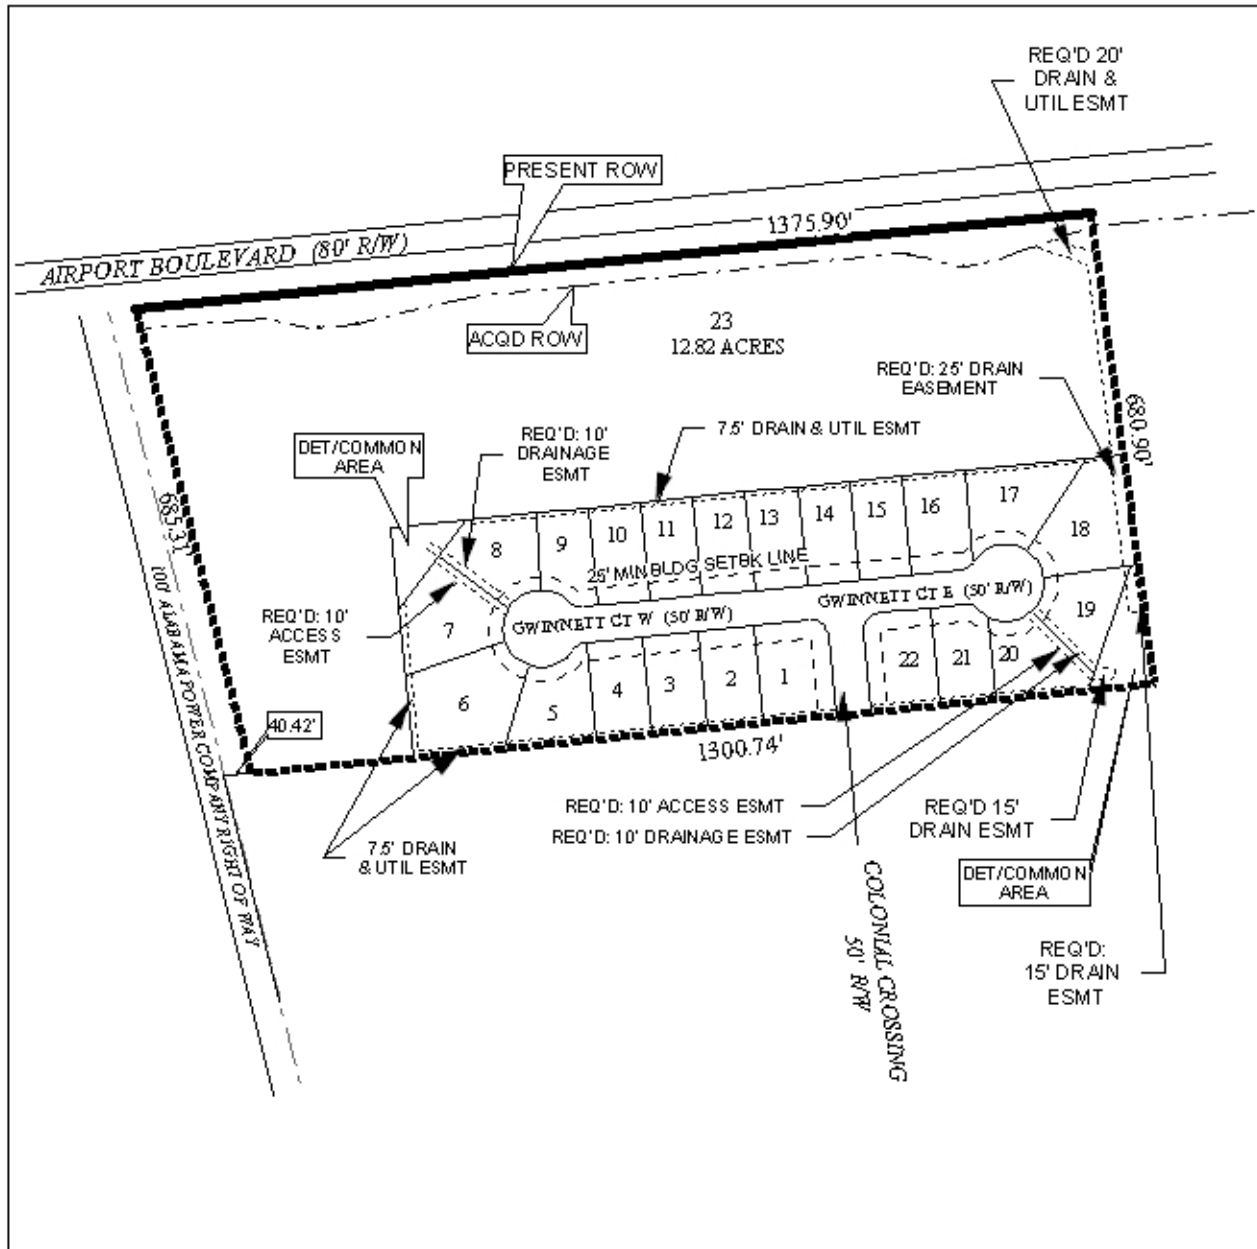 REQ'D 20'
DRAIN &
UTIL ESMT
PRESENT ROW
1375.90'
AIRPORT BOULEVARD (80' R/W)
ACQD ROW
23
12.82 ACRES
REQ'D: 25' DRAIN
EASEMENT
680.90'
7.5' DRAIN & UTIL ESMT
REQ'D: 10'
DRAINAGE
ESMT
DET/COMMON
AREA
685.31'
8
9
10
11
12
13
14
15
16
17
18
25' MIN BLDG SETBK LINE
GWINNETT CT W (50' R/W)
GWINNETT CT E (50' R/W)
REQ'D: 10'
ACCESS
ESMT
7
6
5
4
3
2
1
22
21
20
19
40.42'
1300.74'
100' ALABAMA POWER COMPANY RIGHT OF WAY
REQ'D: 10' ACCESS ESMT
REQ'D: 10' DRAINAGE ESMT
REQ'D 15'
DRAIN ESMT
7.5' DRAIN
& UTIL ESMT
DET/COMMON
AREA
COLONIAL CROSSING
50' R/W
REQ'D:
15' DRAIN
ESMT